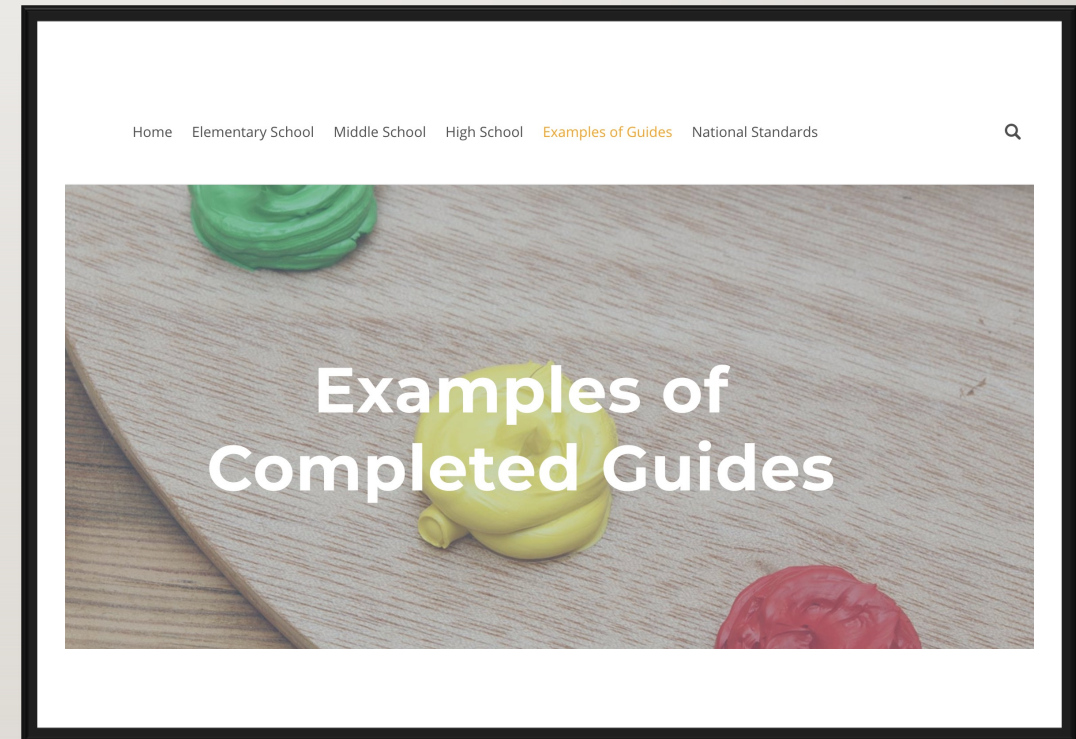 Home Elementary School Middle School High School Examples of Guides National Standards
Examples of
Completed Guides